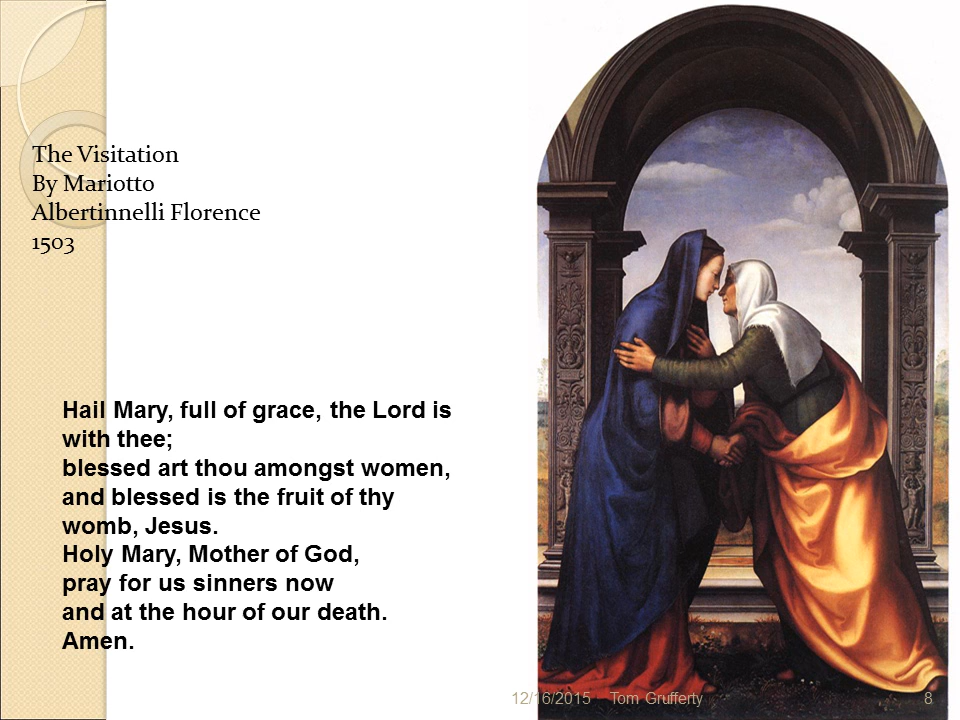 The Visitation
By Mariotto
Albertinnelli Florence
1503
Hail Mary, full of grace, the Lord is
with thee;
blessed art thou amongst women,
and blessed is the fruit of thy
womb, Jesus.
Holy Mary, Mother of God,
pray for us sinners now
and at the hour of our death.
Amen.
12/16/2015 Tom Grufferty 8